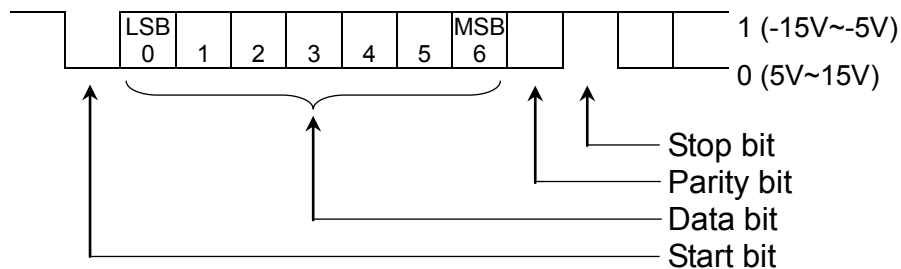 LSB MSB 1 (-15V~-5V)
0 1 2 3 4 5 6
0 (5V~15V)
Stop bit
Parity bit
Data bit
Start bit